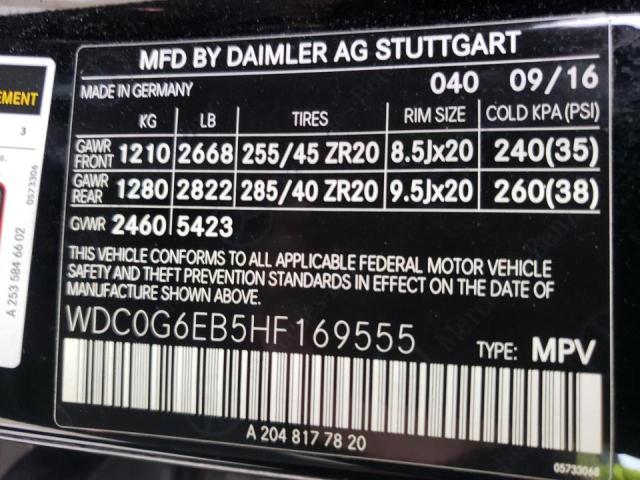 MFD BY DAIMLER AG STUTTGART
MADE IN GERMANY 040 09/16
KG LB TIRES RIM SIZE COLD KPA(PSI)
GAWR FRONT 1210 2668 255/45 ZR20 8.5Jx20 240(35)
GAWR REAR 1280 2822 285/40 ZR20 9.5Jx20 260(38)
GVWR 2460 5423
THIS VEHICLE CONFORMS TO ALL APPLICABLE FEDERAL MOTOR VEHICLE
SAFETY AND THEFT PREVENTION STANDARDS IN EFFECT ON THE DATE OF
MANUFACTURE SHOWN ABOVE.
WDC0G6EB5HF169555 TYPE: MPV
A 204 817 78 20
05733068
EMENT
3
0573306
A 253 584 66 02